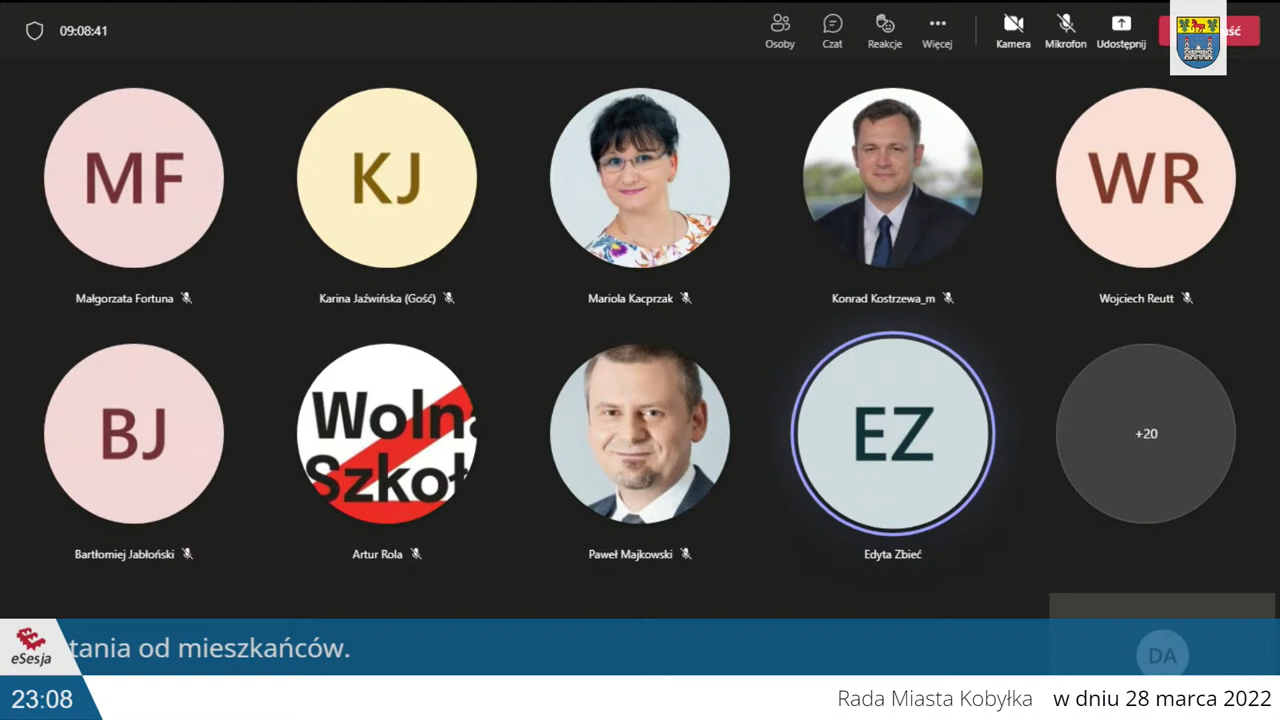 09:08:41
Osoby
Czat
Reakcje
Więcej
Kamera
Mikrofon
Udostępnij
MF
KJ
WR
Małgorzata Fortuna
Karina Jaźwińska (Gość)
Mariola Kacprzak
Konrad Kostrzewa_m
Wojciech Reutt
BJ
Woln
Szkoł
EZ
+20
Bartłomiej Jabłoński
Artur Rola
Paweł Majkowski
Edyta Zbieć
tania od mieszkańców.
DA
eSesja
23:08
Rada Miasta Kobyłka w dniu 28 marca 2022